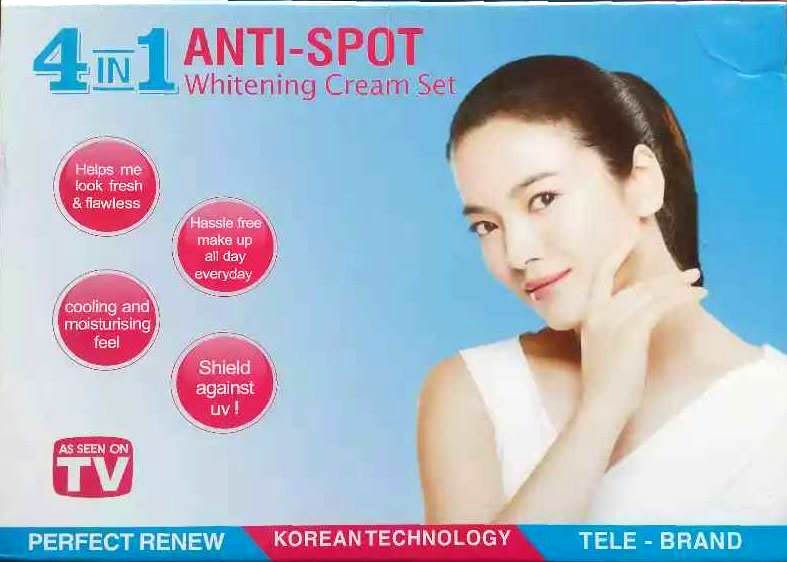 4 IN 1 ANTI-SPOT
Whitening Cream Set
Helps me
look fresh
& flawless
Hassle free
make up
all day
everyday
cooling and
moisturising
feel
Shield
against
uv !
AS SEEN ON
TV
PERFECT RENEW
KOREAN TECHNOLOGY
TELE - BRAND